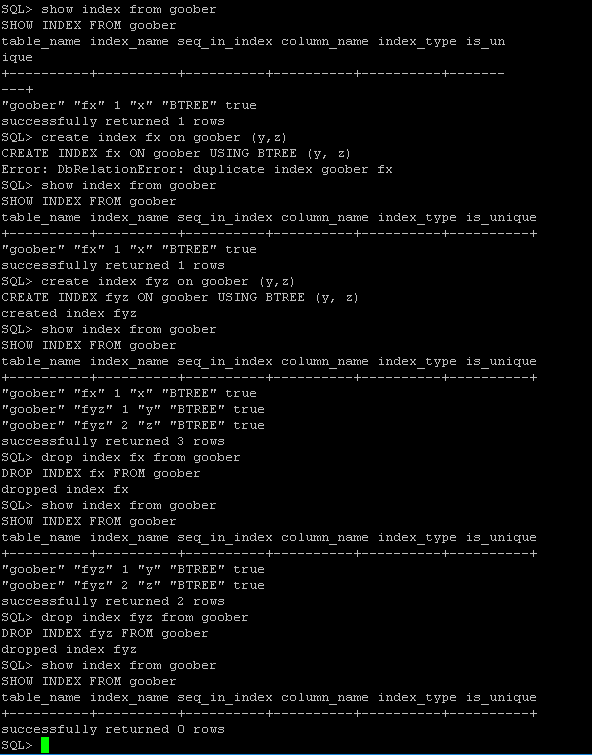 SQL> show index from goober
SHOW INDEX FROM goober
table_name index_name seq_in_index column_name index_type is_un
ique
+----------+----------+----------+----------+----------+-------
---+
"goober" "fx" 1 "x" "BTREE" true
successfully returned 1 rows
SQL> create index fx on goober (y,z)
CREATE INDEX fx ON goober USING BTREE (y, z)
Error: DbRelationError: duplicate index goober fx
SQL> show index from goober
SHOW INDEX FROM goober
table_name index_name seq_in_index column_name index_type is_unique
+----------+----------+----------+----------+----------+----------+
"goober" "fx" 1 "x" "BTREE" true
successfully returned 1 rows
SQL> create index fyz on goober (y,z)
CREATE INDEX fyz ON goober USING BTREE (y, z)
created index fyz
SQL> show index from goober
SHOW INDEX FROM goober
table_name index_name seq_in_index column_name index_type is_unique
+----------+----------+----------+----------+----------+----------+
"goober" "fx" 1 "x" "BTREE" true
"goober" "fyz" 1 "y" "BTREE" true
"goober" "fyz" 2 "z" "BTREE" true
successfully returned 3 rows
SQL> drop index fx from goober
DROP INDEX fx FROM goober
dropped index fx
SQL> show index from goober
SHOW INDEX FROM goober
table_name index_name seq_in_index column_name index_type is_unique
+----------+----------+----------+----------+----------+----------+
"goober" "fyz" 1 "y" "BTREE" true
"goober" "fyz" 2 "z" "BTREE" true
successfully returned 2 rows
SQL> drop index fyz from goober
DROP INDEX fyz FROM goober
dropped index fyz
SQL> show index from goober
SHOW INDEX FROM goober
table_name index_name seq_in_index column_name index_type is_unique
+----------+----------+----------+----------+----------+----------+
successfully returned 0 rows
SQL>